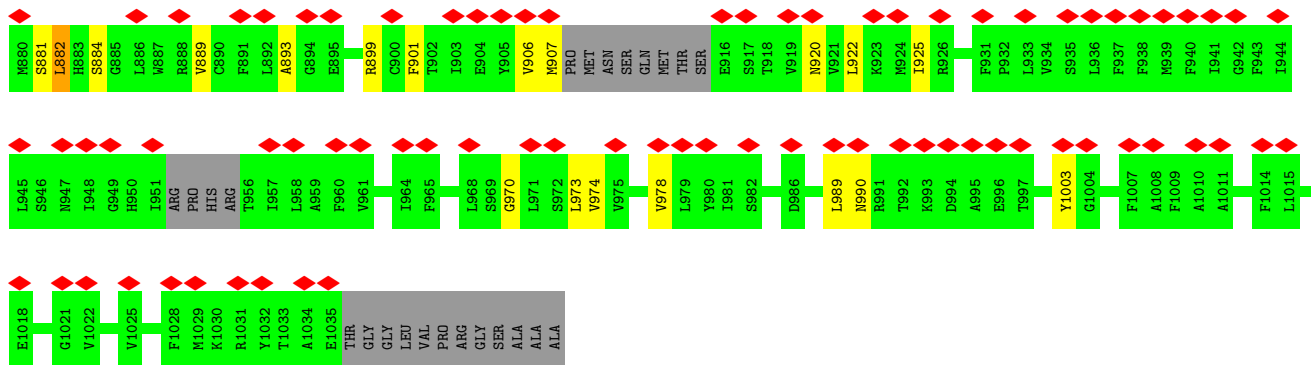 M880 S881 L882 H883 S884 G885 L886 W887 R888 V889 C890 F891 L892 A893 G894 E895 R899 C900 F901 T902 I903 E904 Y905 V906 M907 PRO MET ASN SER GLN MET THR SER E916 S917 T918 V919 N920 V921 L922 K923 M924 I925 R926 F931 P932 L933 V934 S935 L936 F937 F938 M939 F940 I941 G942 F943 I944
L945 S946 N947 I948 G949 H950 I951 ARG PRO HIS ARG T956 I957 L958 A959 F960 V961 I964 F965 L968 S969 G970 L971 S972 L973 V974 V975 V978 L979 Y980 I981 S982 D986 L989 N990 R991 T992 K993 D994 A995 E996 T997 Y1003 G1004 F1007 A1008 F1009 A1010 A1011 F1014 L1015
E1018 G1021 V1022 V1025 F1028 M1029 K1030 R1031 Y1032 T1033 A1034 E1035 THR GLY GLY LEU VAL PRO ARG GLY SER ALA ALA ALA